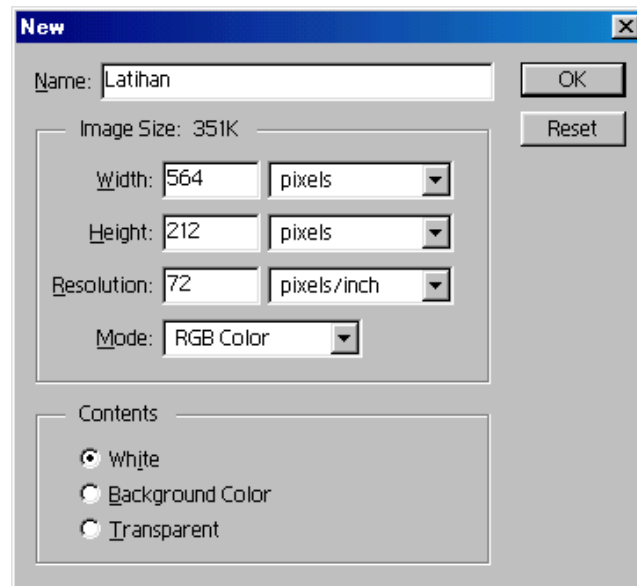 New
Name: Latihan
OK
Image Size: 351K
Reset
Width: 564 pixels
Height: 212 pixels
Resolution: 72 pixels/inch
Mode: RGB Color
Contents
White
Background Color
Transparent